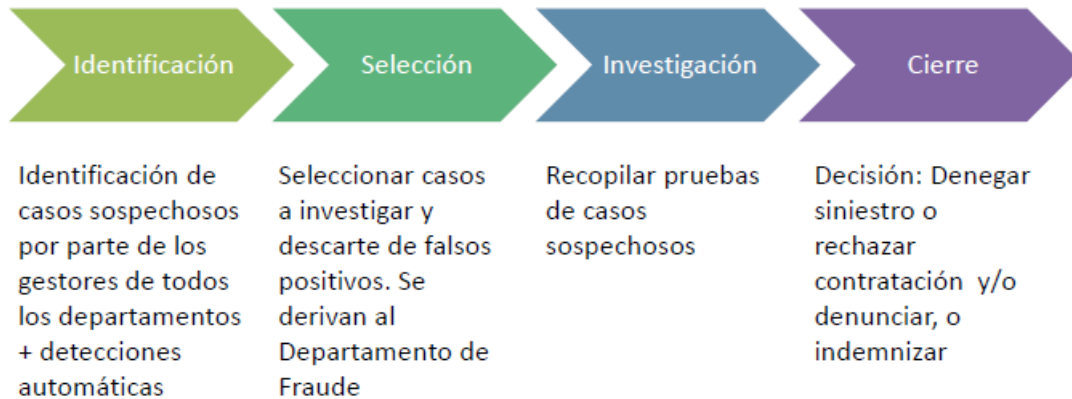 Identificación
Selección
Investigación
Cierre
Identificación de
casos sospechosos
por parte de los
gestores de todos
los departamentos
+ detecciones
automáticas
Seleccionar casos
a investigar y
descarte de falsos
positivos. Se
derivan al
Departamento de
Fraude
Recopilar pruebas
de casos
sospechosos
Decisión: Denegar
siniestro o
rechazar
contratación y/o
denunciar, o
indemnizar